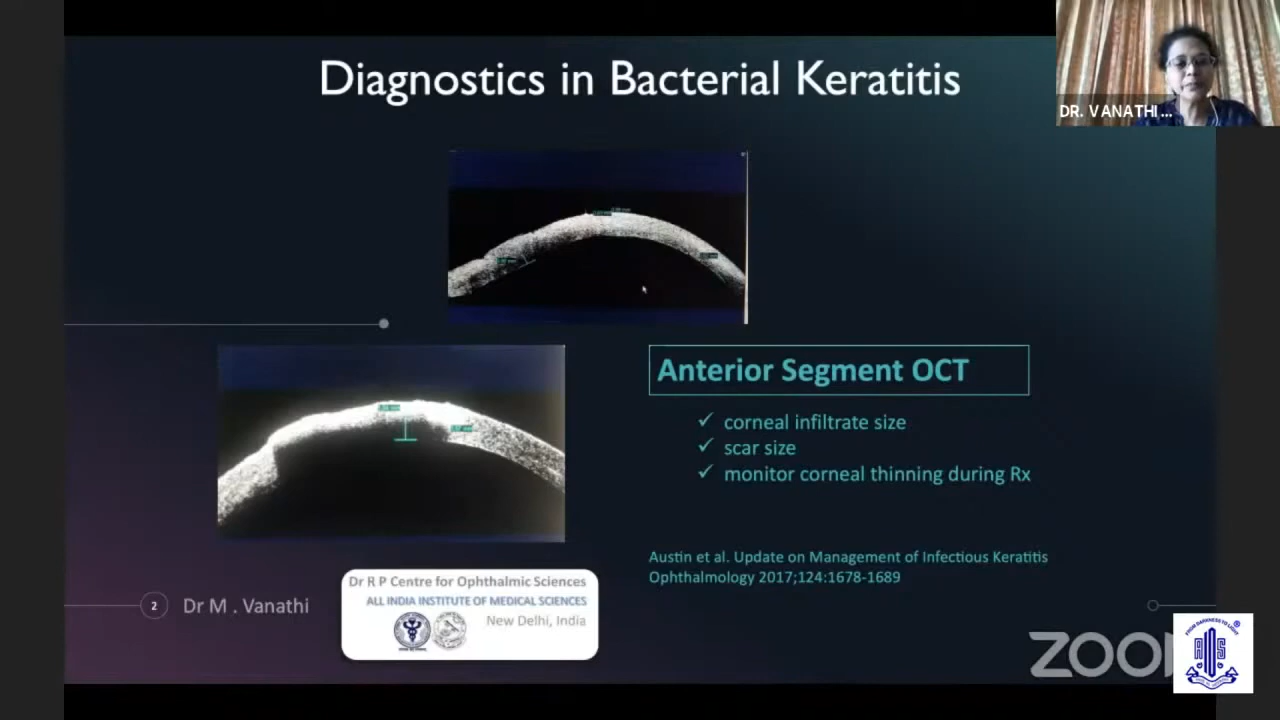 Diagnostics in Bacterial Keratitis
DR. VANATHI ...
Anterior Segment OCT
✓ corneal infiltrate size
✓ scar size
✓ monitor corneal thinning during Rx
Austin et al. Update on Management of Infectious Keratitis
Ophthalmology 2017;124:1678-1689
2 Dr M . Vanathi
Dr R P Centre for Ophthalmic Sciences
ALL INDIA INSTITUTE OF MEDICAL SCIENCES
New Delhi, India
ZOO